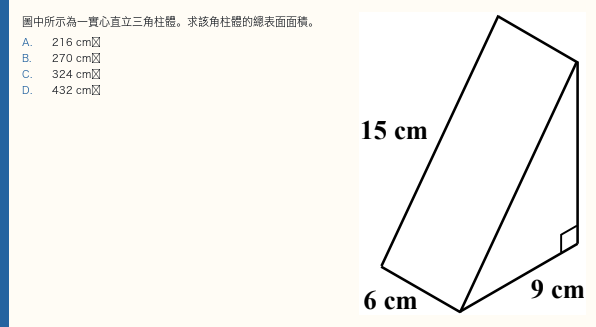 圖中所示為一實心直立三角柱體。求該角柱體的總表面面積。
A. 216 cm
B. 270 cm
C. 324 cm
D. 432 cm
15 cm
6 cm
9 cm